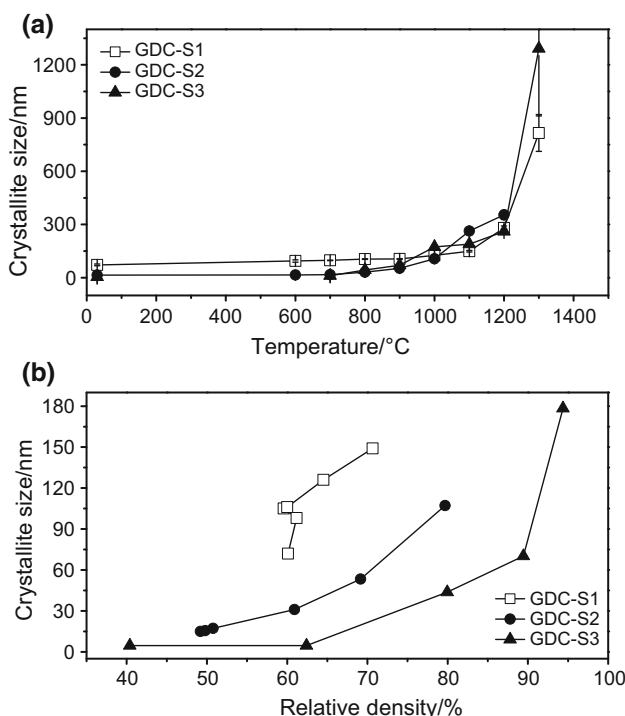 (a)
GDC-S1
GDC-S2
GDC-S3
Crystallite size/nm
1200
900
600
300
0
0 200 400 600 800 1000 1200 1400
Temperature/°C
(b)
Crystallite size/nm
180
150
120
90
60
30
0
GDC-S1
GDC-S2
GDC-S3
40 50 60 70 80 90 100
Relative density/%